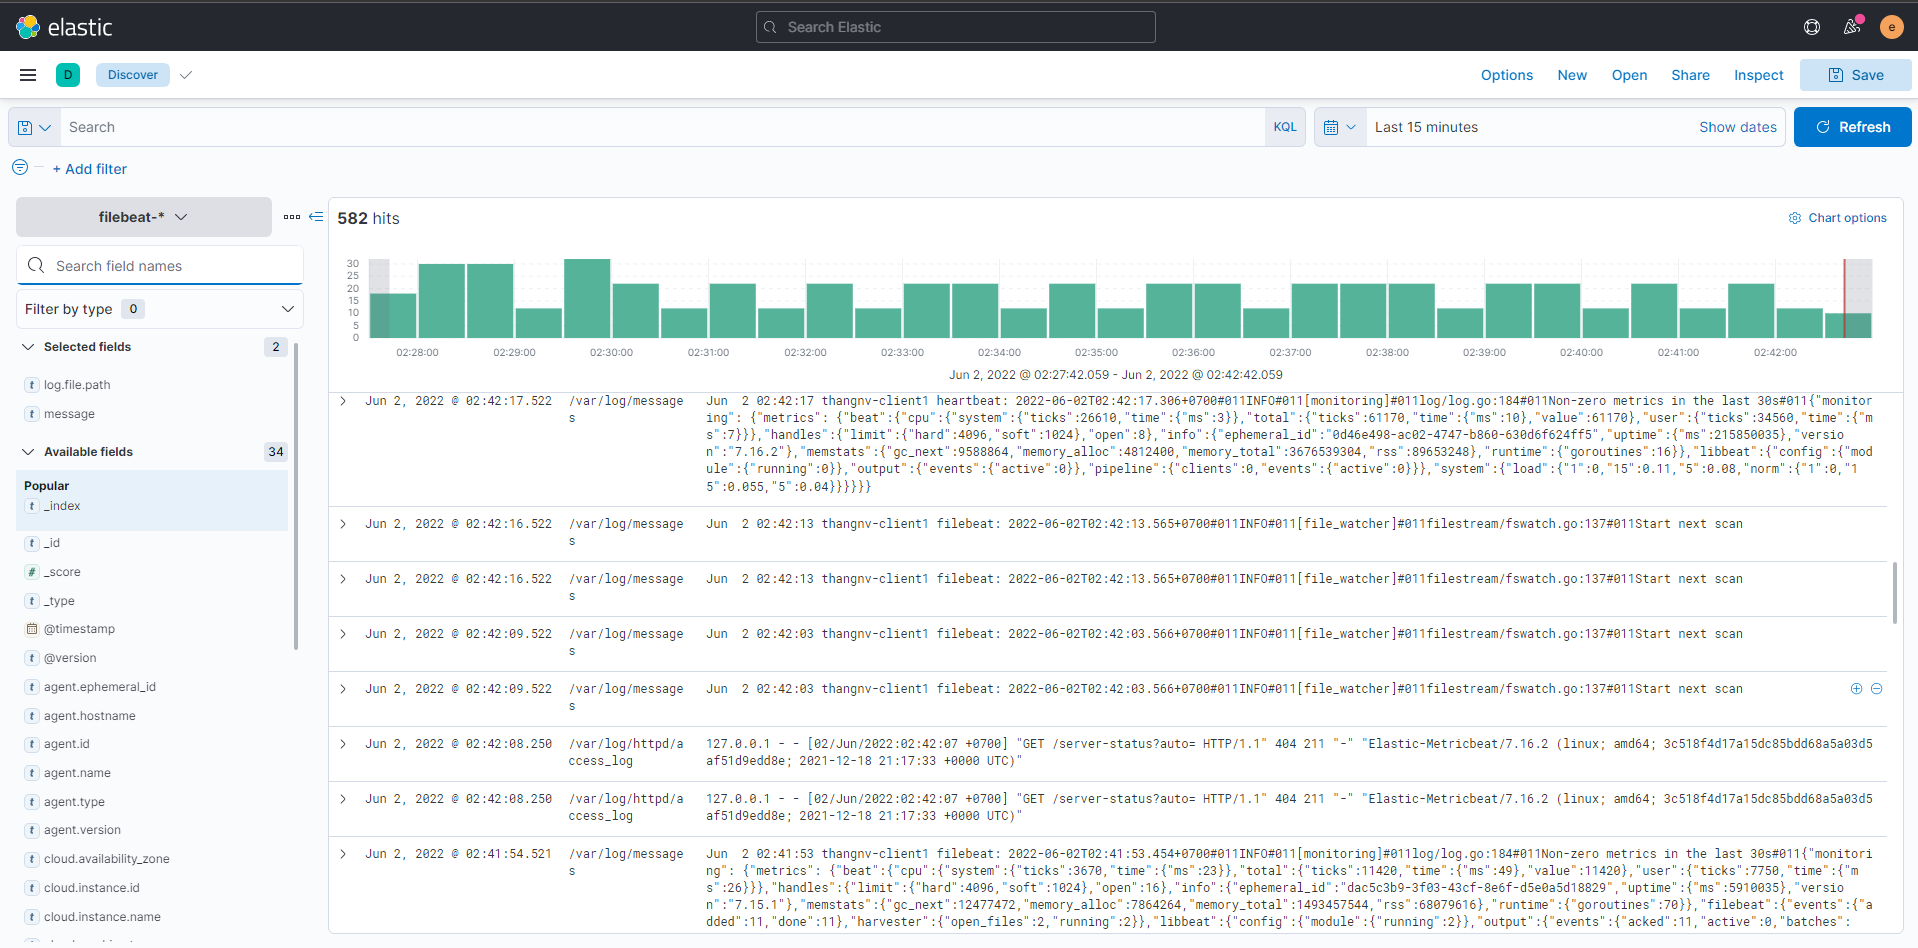 elastic
Search Elastic
e
D
Discover
Options
New
Open
Share
Inspect
Save
Search
KQL
Last 15 minutes
Show dates
Refresh
+ Add filter
filebeat-*
582 hits
Chart options
Search field names
Filter by type 0
Selected fields 2
t log.file.path
t message
Available fields 34
Popular
t _index
t _id
# _score
t _type
@timestamp
t @version
t agent.ephemeral_id
t agent.hostname
t agent.id
t agent.name
t agent.type
t agent.version
t cloud.availability_zone
t cloud.instance.id
t cloud.instance.name
30
25
20
15
10
5
0
02:28:00 02:29:00 02:30:00 02:31:00 02:32:00 02:33:00 02:34:00 02:35:00 02:36:00 02:37:00 02:38:00 02:39:00 02:40:00 02:41:00 02:42:00
Jun 2, 2022 @ 02:27:42.059 - Jun 2, 2022 @ 02:42:42.059
Jun 2, 2022 @ 02:42:17.522
/var/log/message
s
Jun  2 02:42:17 thangnv-client1 heartbeat: 2022-06-02T02:42:17.306+0700#011INFO#011[monitoring]#011log/log.go:184#011Non-zero metrics in the last 30s#011{"monitor
ing": {"metrics": {"beat":{"cpu":{"system":{"ticks":26610,"time":{"ms":3}},"total":{"ticks":61170,"time":{"ms":10},"value":61170},"user":{"ticks":34560,"time":{"m
s":7}}},"handles":{"limit":{"hard":4096,"soft":1024},"open":8},"info":{"ephemeral_id":"0d46e498-ac02-4747-b860-630d6f624ff5","uptime":{"ms":215850035},"versio
n":"7.16.2"},"memstats":{"gc_next":9588864,"memory_alloc":4812400,"memory_total":3676539304,"rss":89653248},"runtime":{"goroutines":16}},"libbeat":{"config":{"mod
ule":{"running":0}},"output":{"events":{"active":0}},"pipeline":{"clients":0,"events":{"active":0}}},"system":{"load":{"1":0,"15":0.11,"5":0.08,"norm":{"1":0,"1
5":0.055,"5":0.04}}}}}}
Jun 2, 2022 @ 02:42:16.522
/var/log/message
s
Jun  2 02:42:13 thangnv-client1 filebeat: 2022-06-02T02:42:13.565+0700#011INFO#011[file_watcher]#011filestream/fswatch.go:137#011Start next scan
Jun 2, 2022 @ 02:42:16.522
/var/log/message
s
Jun  2 02:42:13 thangnv-client1 filebeat: 2022-06-02T02:42:13.565+0700#011INFO#011[file_watcher]#011filestream/fswatch.go:137#011Start next scan
Jun 2, 2022 @ 02:42:09.522
/var/log/message
s
Jun  2 02:42:03 thangnv-client1 filebeat: 2022-06-02T02:42:03.566+0700#011INFO#011[file_watcher]#011filestream/fswatch.go:137#011Start next scan
Jun 2, 2022 @ 02:42:09.522
/var/log/message
s
Jun  2 02:42:03 thangnv-client1 filebeat: 2022-06-02T02:42:03.566+0700#011INFO#011[file_watcher]#011filestream/fswatch.go:137#011Start next scan
Jun 2, 2022 @ 02:42:08.250
/var/log/httpd/a
ccess_log
127.0.0.1 - - [02/Jun/2022:02:42:07 +0700] "GET /server-status?auto= HTTP/1.1" 404 211 "-" "Elastic-Metricbeat/7.16.2 (linux; amd64; 3c518f4d17a15dc85bdd68a5a03d5
af51d9edd8e; 2021-12-18 21:17:33 +0000 UTC)"
Jun 2, 2022 @ 02:42:08.250
/var/log/httpd/a
ccess_log
127.0.0.1 - - [02/Jun/2022:02:42:07 +0700] "GET /server-status?auto= HTTP/1.1" 404 211 "-" "Elastic-Metricbeat/7.16.2 (linux; amd64; 3c518f4d17a15dc85bdd68a5a03d5
af51d9edd8e; 2021-12-18 21:17:33 +0000 UTC)"
Jun 2, 2022 @ 02:41:54.521
/var/log/message
s
Jun  2 02:41:53 thangnv-client1 filebeat: 2022-06-02T02:41:53.454+0700#011INFO#011[monitoring]#011log/log.go:184#011Non-zero metrics in the last 30s#011{"monitori
ng": {"metrics": {"beat":{"cpu":{"system":{"ticks":3670,"time":{"ms":23}},"total":{"ticks":11420,"time":{"ms":49},"value":11420},"user":{"ticks":7750,"time":{"m
s":26}}},"handles":{"limit":{"hard":4096,"soft":1024},"open":16},"info":{"ephemeral_id":"dac5c3b9-3f03-43cf-8e6f-d5e0a5d18829","uptime":{"ms":5910035},"version
":"7.15.1"},"memstats":{"gc_next":12477472,"memory_alloc":7864264,"memory_total":1493457544,"rss":68079616},"runtime":{"goroutines":70}},"filebeat":{"events":{"a
dded":11,"done":11},"harvester":{"open_files":2,"running":2}},"libbeat":{"config":{"module":{"running":2}},"output":{"events":{"acked":11,"active":0,"batches":